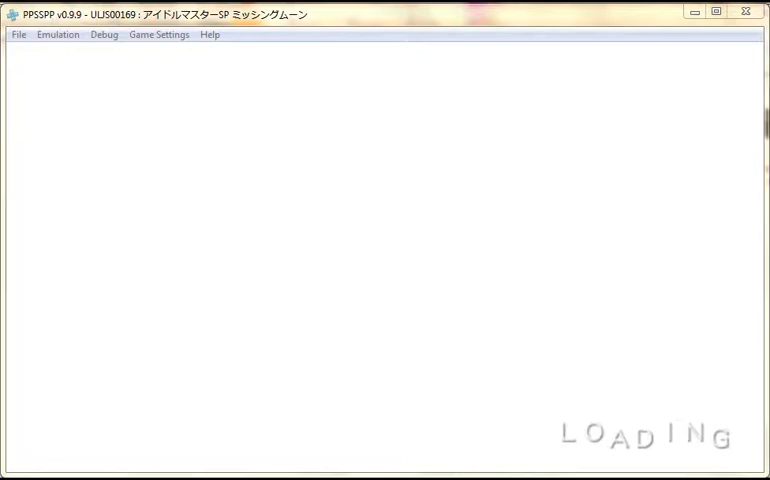 PPSSPP v0.9.9 - ULJS00169 : アイドルマスターSP ミッシングムーン
File Emulation Debug Game Settings Help
LOADING